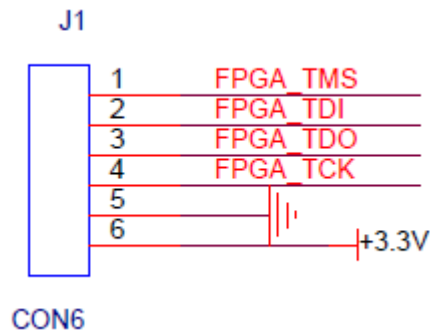 J1
1 FPGA_TMS
2 FPGA_TDI
3 FPGA_TDO
4 FPGA_TCK
5
6 +3.3V
CON6